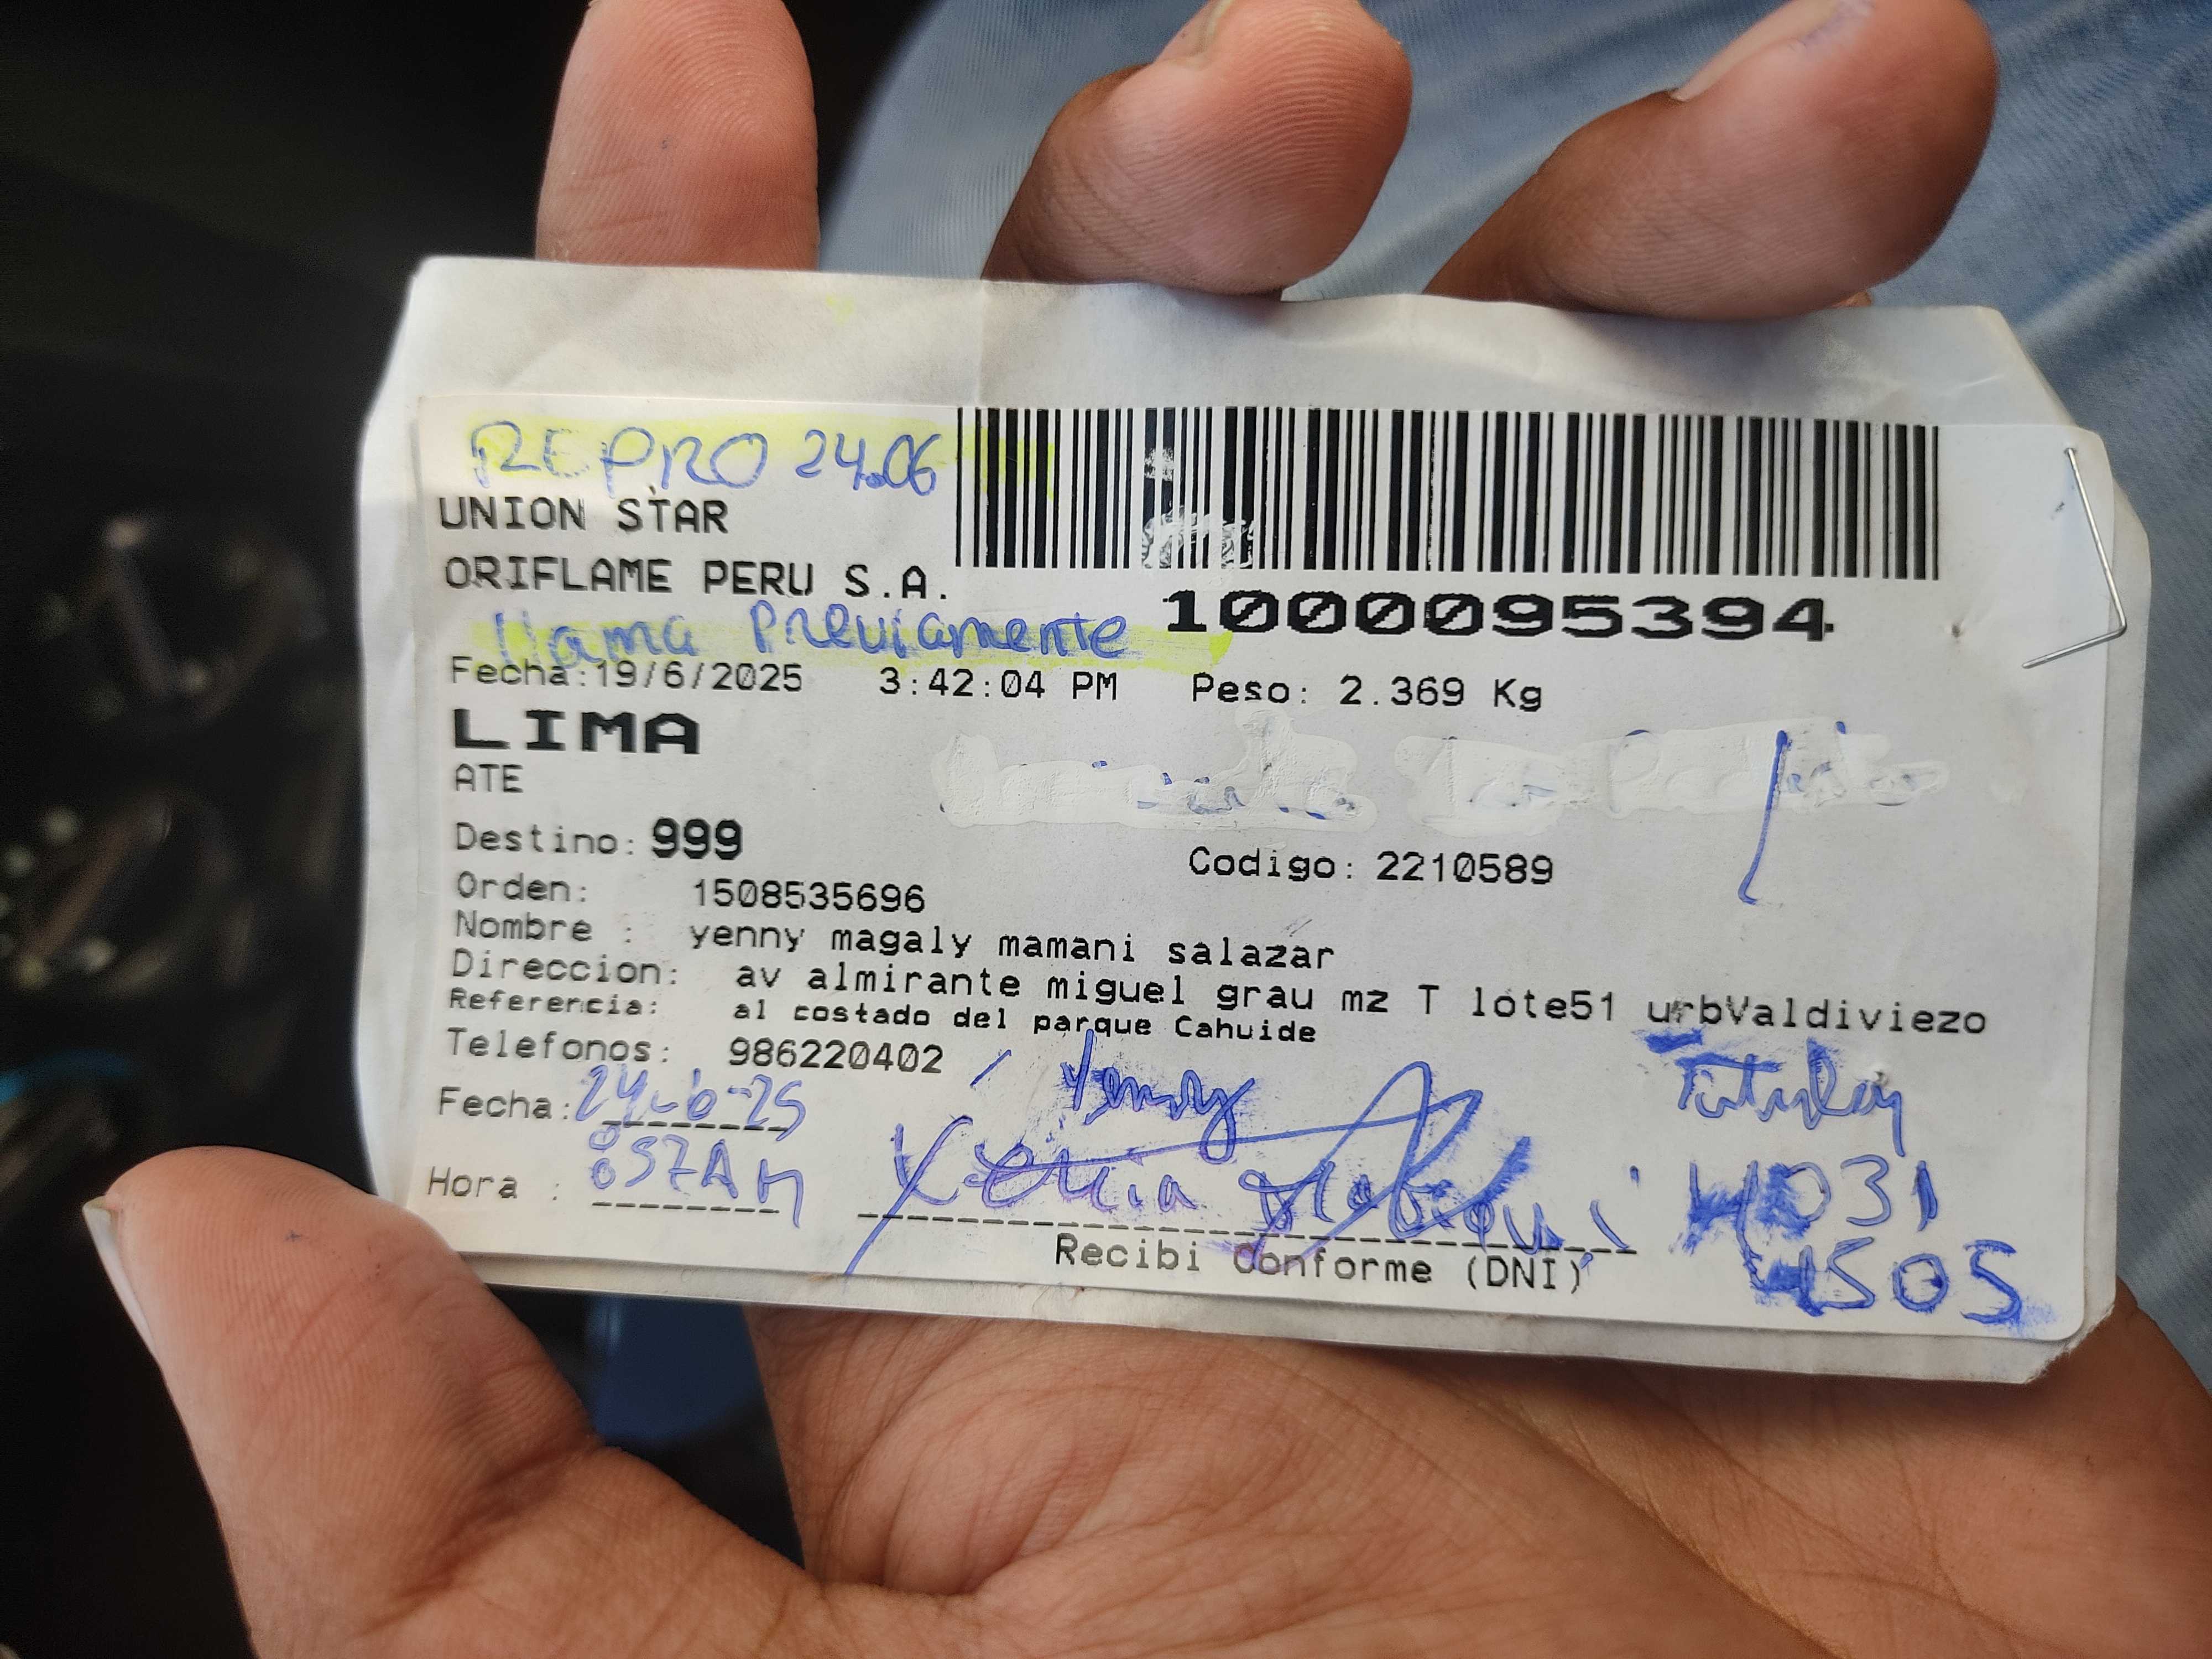 REPRO 24.06
UNION STAR
ORIFLAME PERU S.A.
1000095394
llama Previamente
Fecha:19/6/2025 3:42:04 PM Peso: 2.369 Kg
LIMA
ATE
Destino: 999
Codigo: 2210589
Orden: 1508535696
Nombre : yenny magaly mamani salazar
Direccion: av almirante miguel grau mz T lote51 urbValdiviezo
Referencia: al costado del parque Cahuide
Telefonos: 986220402
Yenny Titular
Fecha: 24-6-25
Hora :
Recibi Conforme (DNI)